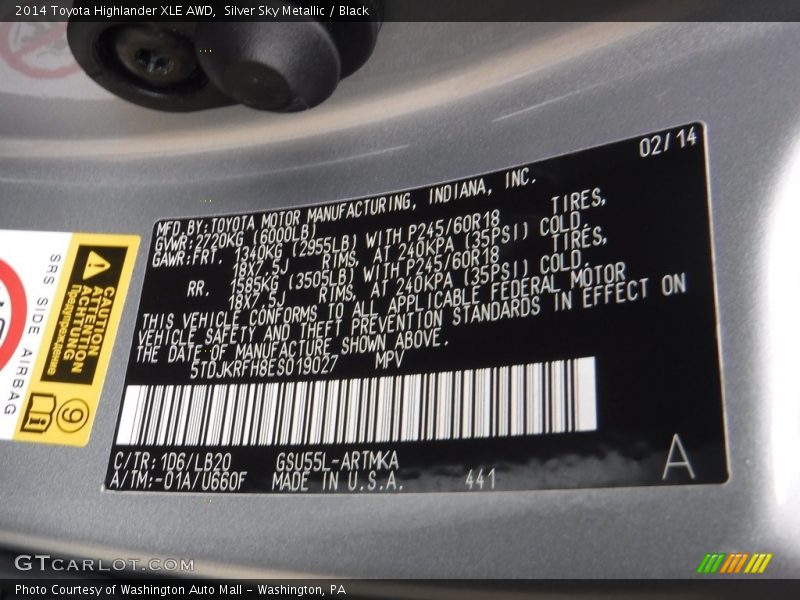 2014 Toyota Highlander XLE AWD,  Silver Sky Metallic / Black
02/14
MFD.BY:TOYOTA MOTOR MANUFACTURING, INDIANA, INC.
GVWR:2720KG (6000LB)
GAWR:FRT. 1340KG (2955LB) WITH P245/60R18 TIRES,
18X7.5J RIMS, AT 240KPA (35PSI) COLD.
RR. 1585KG (3505LB) WITH P245/60R18 TIRES,
18X7.5J RIMS, AT 240KPA (35PSI) COLD.
THIS VEHICLE CONFORMS TO ALL APPLICABLE FEDERAL MOTOR
VEHICLE SAFETY AND THEFT PREVENTION STANDARDS IN EFFECT ON
THE DATE OF MANUFACTURE SHOWN ABOVE.
5TDJKRFH8ES019027 MPV
C/TR: 1D6/LB20 GSU55L-ARTMKA
A/TM:-01A/U660F MADE IN U.S.A. 441
A
SRS SIDE AIRBAG
CAUTION
ATTENTION
ACHTUNG
Предупреждение
6
GTCARLOT.COM
Photo Courtesy of Washington Auto Mall - Washington, PA